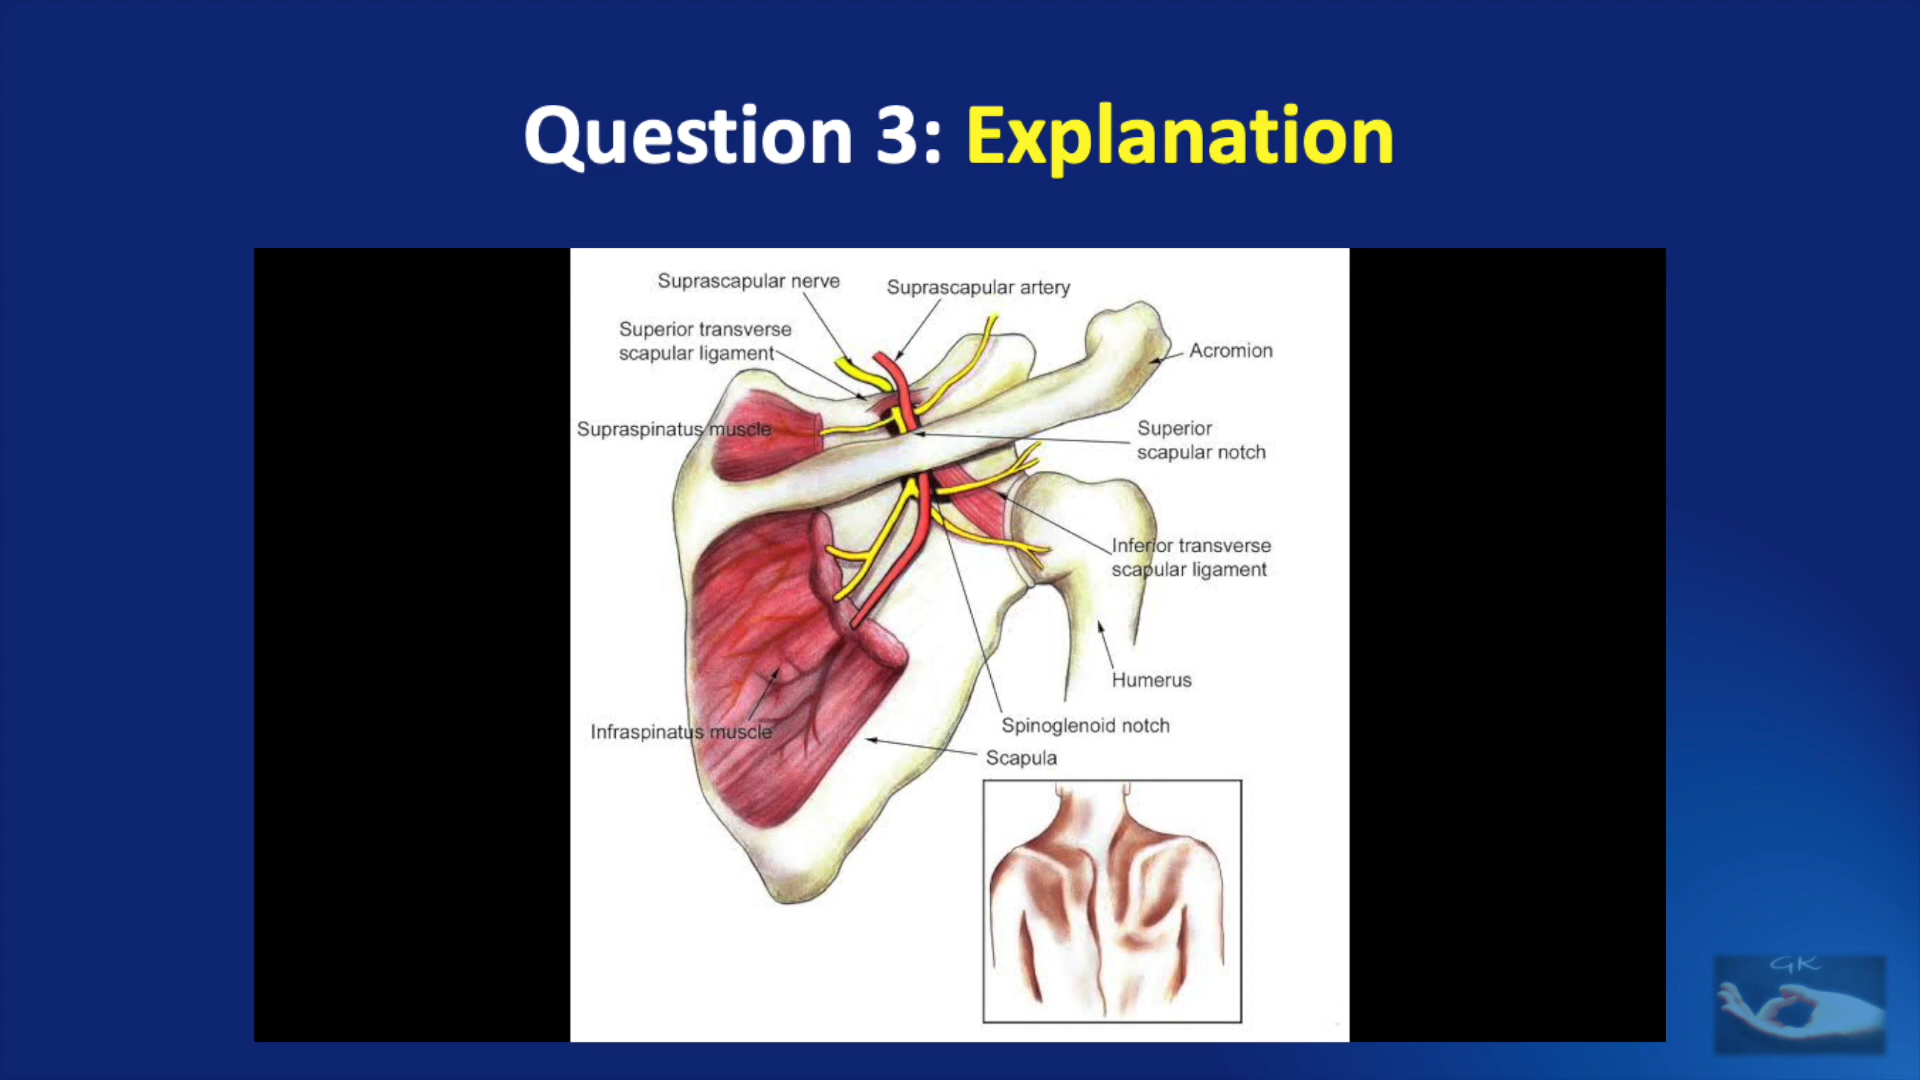 Question 3: Explanation
Suprascapular nerve
Suprascapular artery
Superior transverse
scapular ligament
Acromion
Supraspinatus muscle
Superior
scapular notch
Inferior transverse
scapular ligament
Humerus
Infraspinatus muscle
Spinoglenoid notch
Scapula
GK